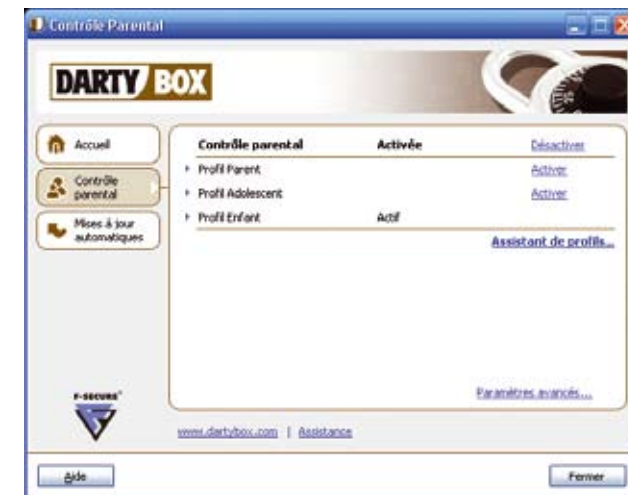 Contrôle Parental
DARTY BOX
Accueil
Contrôle parental Activée Désactiver
Profil Parent Activer
Contrôle
parental
Profil Adolescent Activer
Profil Enfant Actif
Mises à jour
automatiques
Assistant de profils...
Paramètres avancés...
F-SECURE
www.dartybox.com | Assistance
Aide Fermer